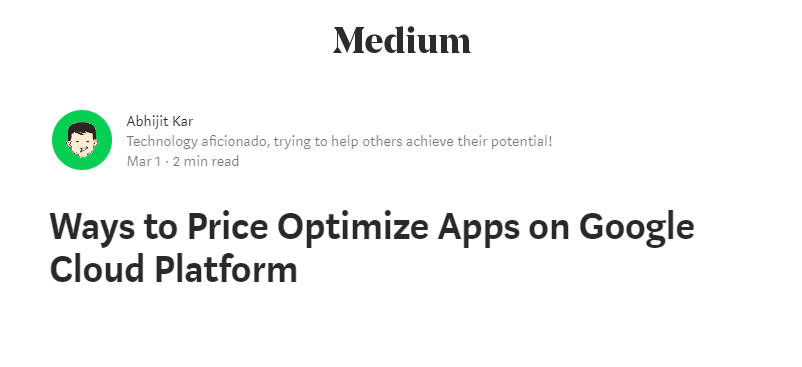 Medium
Abhijit Kar
Technology aficionado, trying to help others achieve their potential!
Mar 1 · 2 min read
Ways to Price Optimize Apps on Google
Cloud Platform